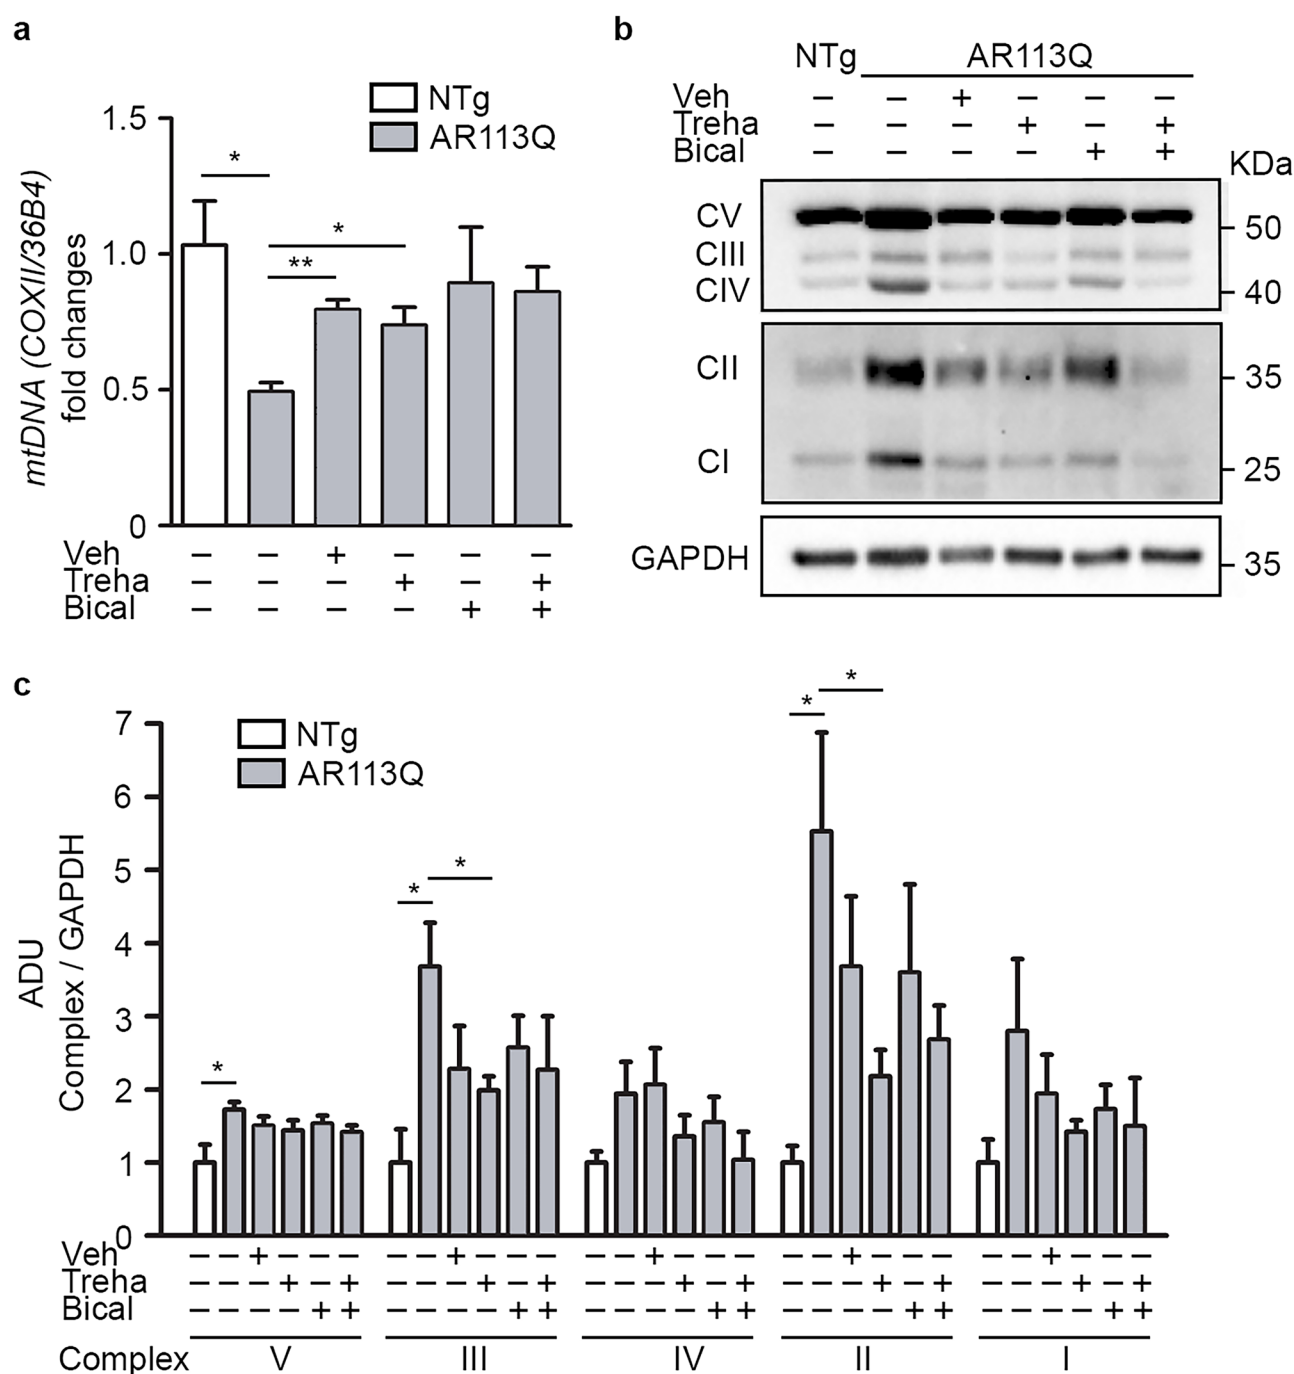 a
NTg
AR113Q
1.5
1.0
0.5
0
mtDNA (COXII/36B4)
fold changes
*
**
*
Veh − − + − − −
Treha − − − + − +
Bical − − − − + +
b
NTg AR113Q
Veh − − + − − −
Treha − − − + − +
Bical − − − − + +
KDa
CV
50
CIII
CIV
40
CII
35
CI
25
GAPDH
35
c
NTg
AR113Q
7
6
5
4
3
2
1
0
ADU
Complex / GAPDH
*
*
*
*
*
Veh − − + − − − − − + − − − − − + − − − − − + − − − − − + − − −
Treha − − − + − + − − − + − + − − − + − + − − − + − + − − − + − +
Bical − − − − + + − − − − + + − − − − + + − − − − + + − − − − + +
Complex V III IV II I